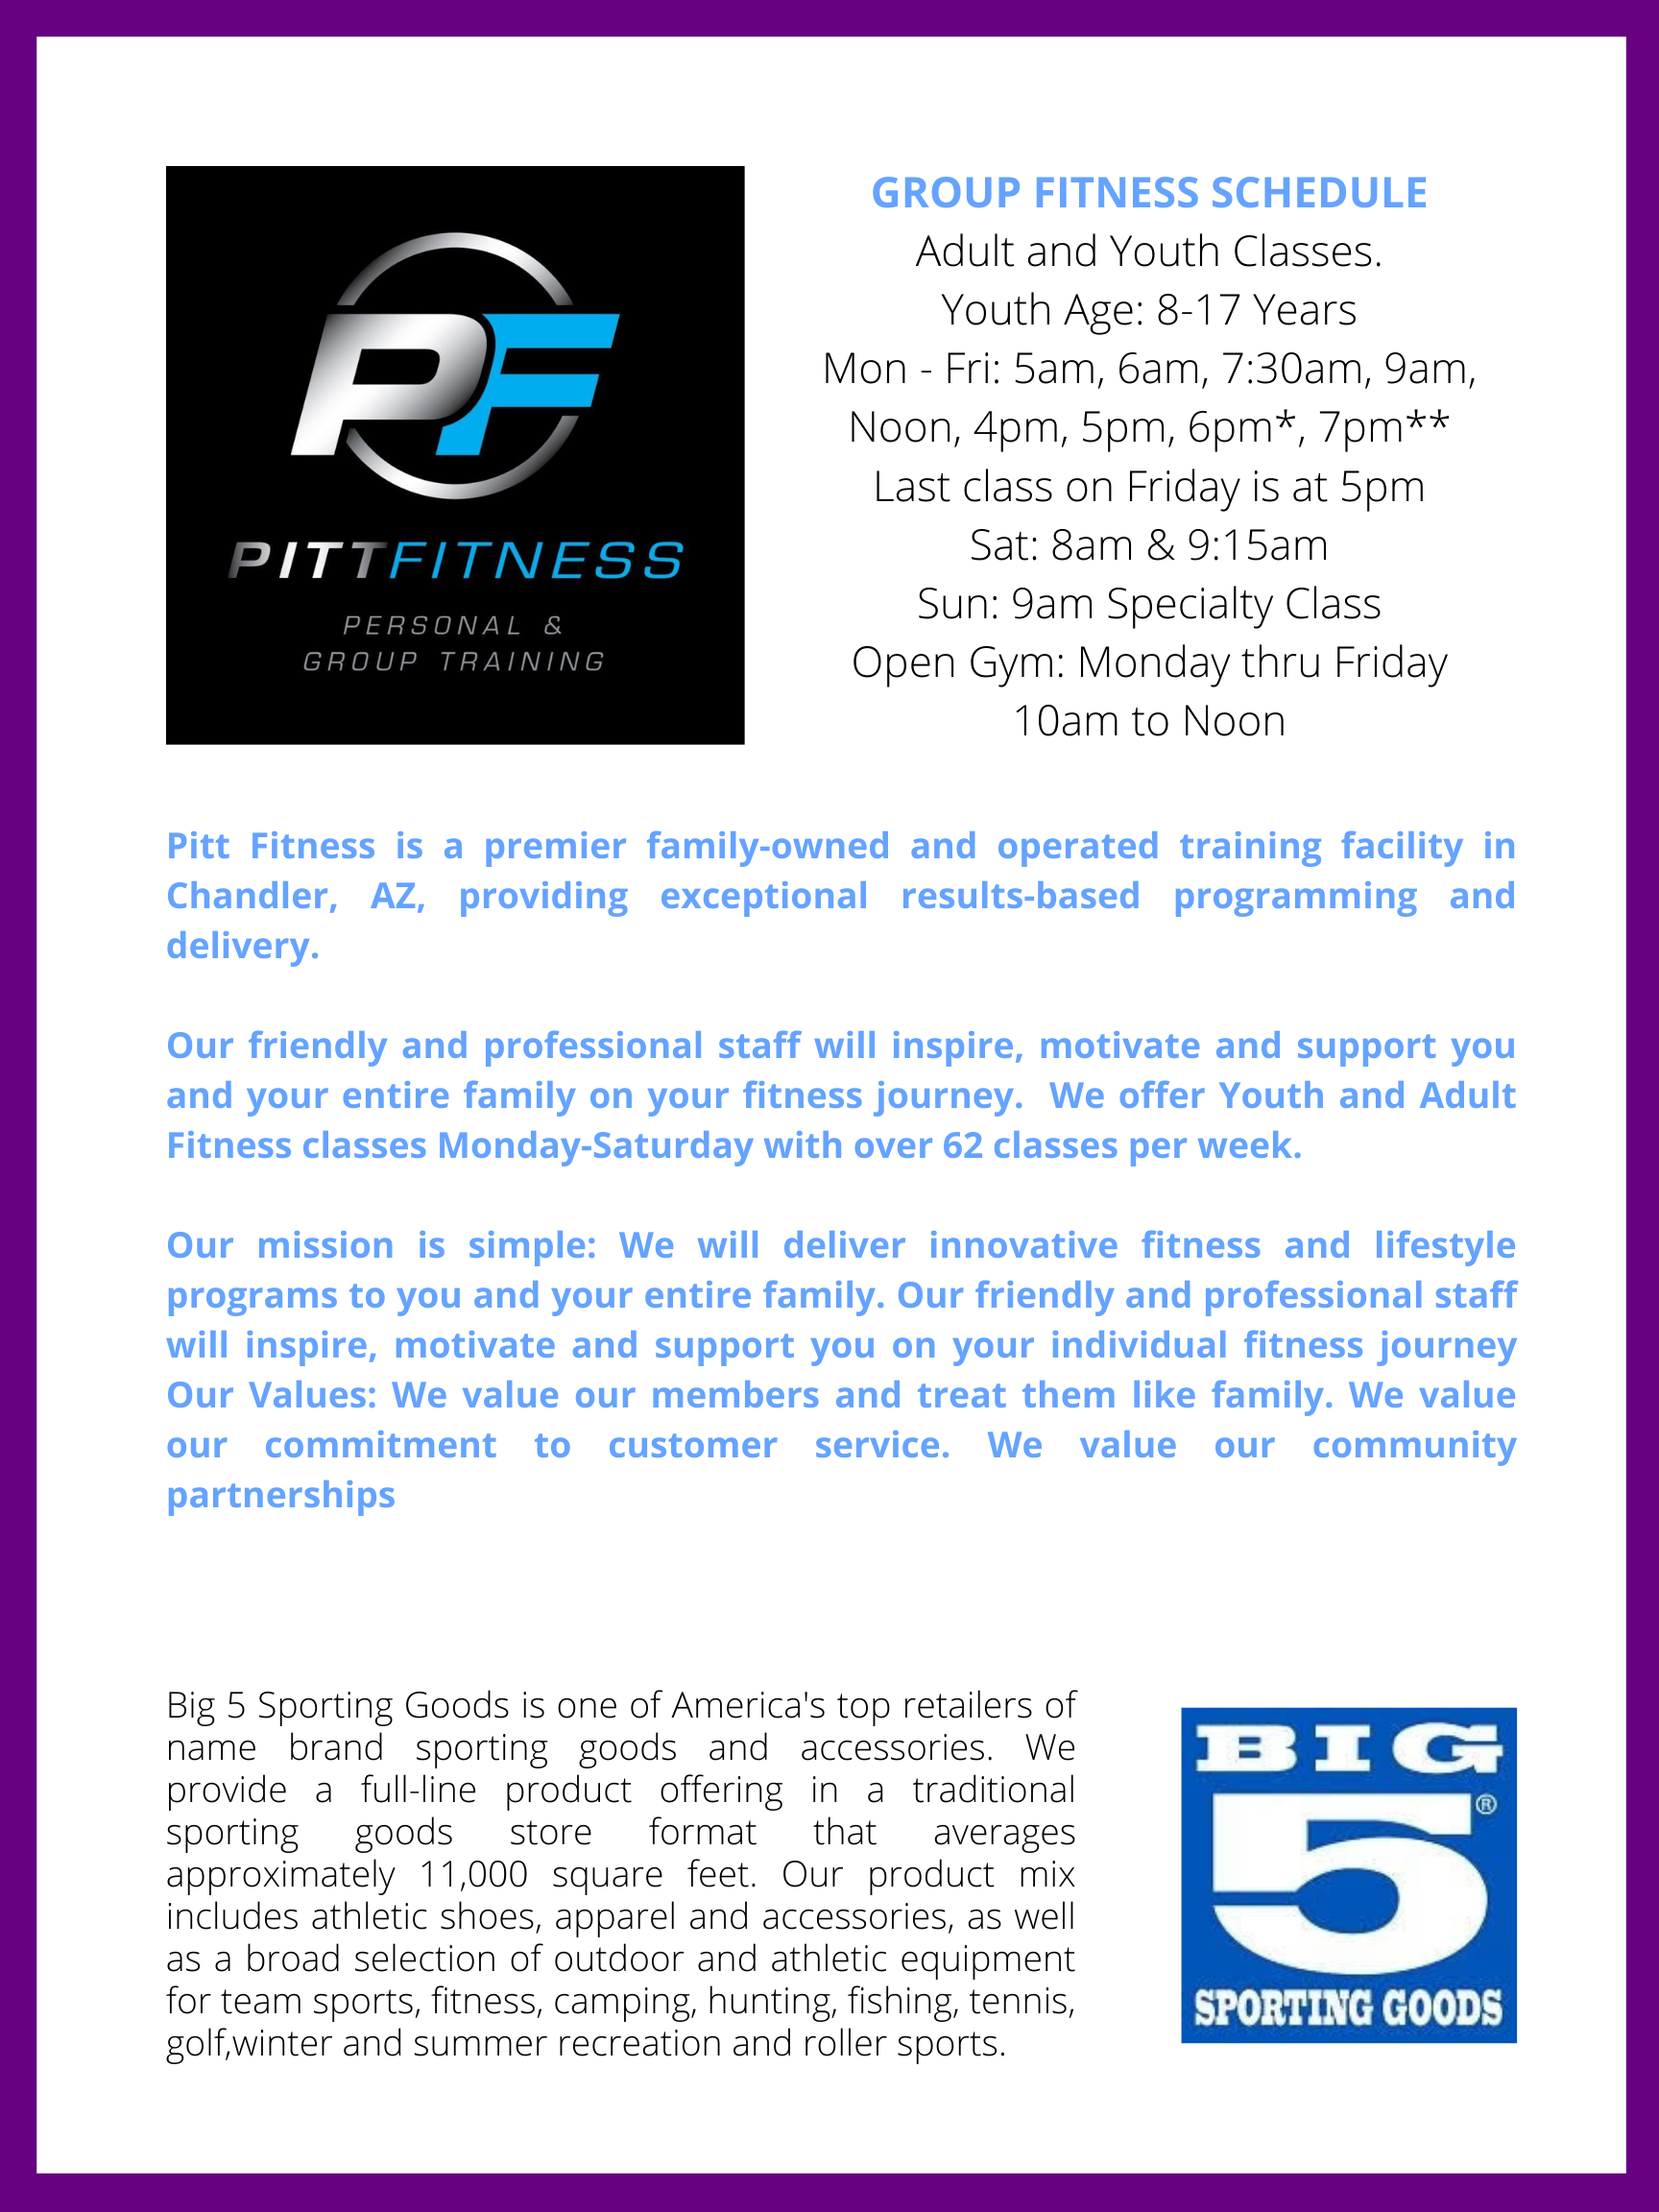 PF
PITTFITNESS
PERSONAL &
GROUP TRAINING
GROUP FITNESS SCHEDULE
Adult and Youth Classes.
Youth Age: 8-17 Years
Mon - Fri: 5am, 6am, 7:30am, 9am,
Noon, 4pm, 5pm, 6pm*, 7pm**
Last class on Friday is at 5pm
Sat: 8am & 9:15am
Sun: 9am Specialty Class
Open Gym: Monday thru Friday
10am to Noon
Pitt Fitness is a premier family-owned and operated training facility in
Chandler, AZ, providing exceptional results-based programming and
delivery.
Our friendly and professional staff will inspire, motivate and support you
and your entire family on your fitness journey.  We offer Youth and Adult
Fitness classes Monday-Saturday with over 62 classes per week.
Our mission is simple: We will deliver innovative fitness and lifestyle
programs to you and your entire family. Our friendly and professional staff
will inspire, motivate and support you on your individual fitness journey
Our Values: We value our members and treat them like family. We value
our commitment to customer service. We value our community
partnerships
Big 5 Sporting Goods is one of America's top retailers of
name brand sporting goods and accessories. We
provide a full-line product offering in a traditional
sporting goods store format that averages
approximately 11,000 square feet. Our product mix
includes athletic shoes, apparel and accessories, as well
as a broad selection of outdoor and athletic equipment
for team sports, fitness, camping, hunting, fishing, tennis,
golf,winter and summer recreation and roller sports.
BIG
5®
SPORTING GOODS